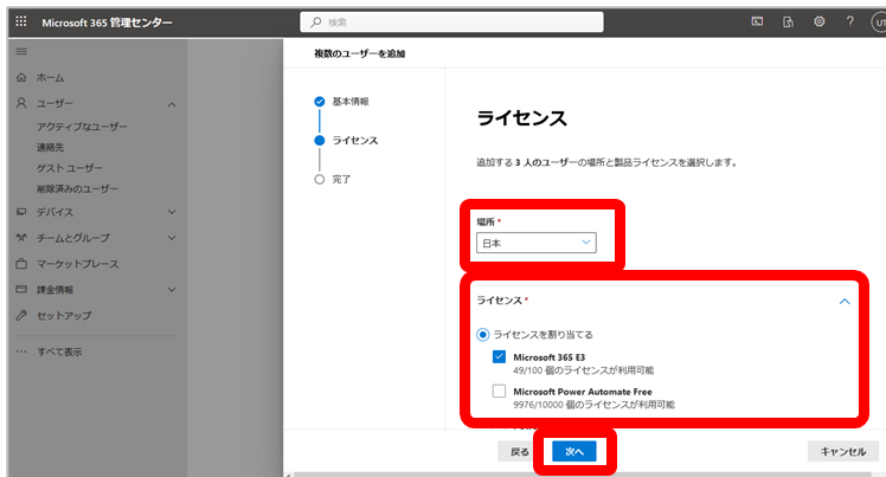 Microsoft 365 管理センター
検索
?
UT
ホーム
ユーザー
アクティブなユーザー
連絡先
ゲスト ユーザー
削除済みのユーザー
デバイス
チームとグループ
マーケットプレース
課金情報
セットアップ
… すべて表示
複数のユーザーを追加
基本情報
ライセンス
完了
ライセンス
追加する 3 人のユーザーの場所と製品ライセンスを選択します。
場所 *
日本
ライセンス *
ライセンスを割り当てる
Microsoft 365 E3
49/100 個のライセンスが利用可能
Microsoft Power Automate Free
9976/10000 個のライセンスが利用可能
戻る
次へ
キャンセル